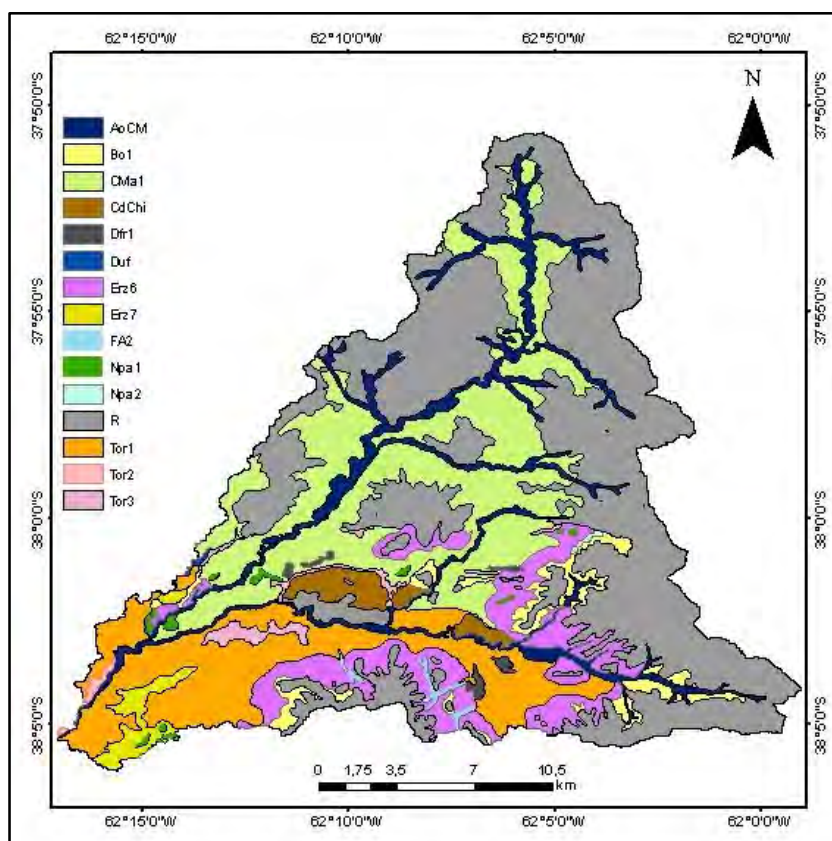 62°15'0"W 62°10'0"W 62°5'0"W 62°0'0"W
37°50'0"S
37°50'0"S
N
AoCM
Bo1
CMa1
CdChi
Dfr1
Duf
Erz6
Erz7
FA2
Npa1
Npa2
R
Tor1
Tor2
Tor3
37°55'0"S
37°55'0"S
38°0'0"S
38°0'0"S
38°5'0"S
38°5'0"S
0 1,75 3,5 7 10,5
km
62°15'0"W 62°10'0"W 62°5'0"W 62°0'0"W